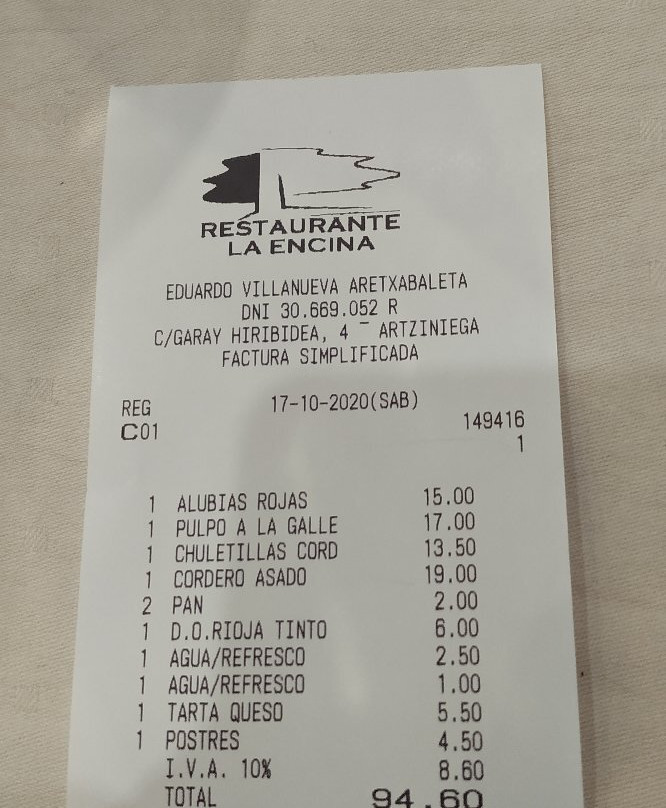 RESTAURANTE
LA ENCINA
EDUARDO VILLANUEVA ARETXABALETA
DNI 30.669.052 R
C/GARAY HIRIBIDEA, 4 - ARTZINIEGA
FACTURA SIMPLIFICADA
REG 17-10-2020(SAB)
C01 149416
1
1 ALUBIAS ROJAS 15.00
1 PULPO A LA GALLE 17.00
1 CHULETILLAS CORD 13.50
1 CORDERO ASADO 19.00
2 PAN 2.00
1 D.O.RIOJA TINTO 6.00
1 AGUA/REFRESCO 2.50
1 AGUA/REFRESCO 1.00
1 TARTA QUESO 5.50
1 POSTRES 4.50
I.V.A. 10% 8.60
TOTAL 94.60